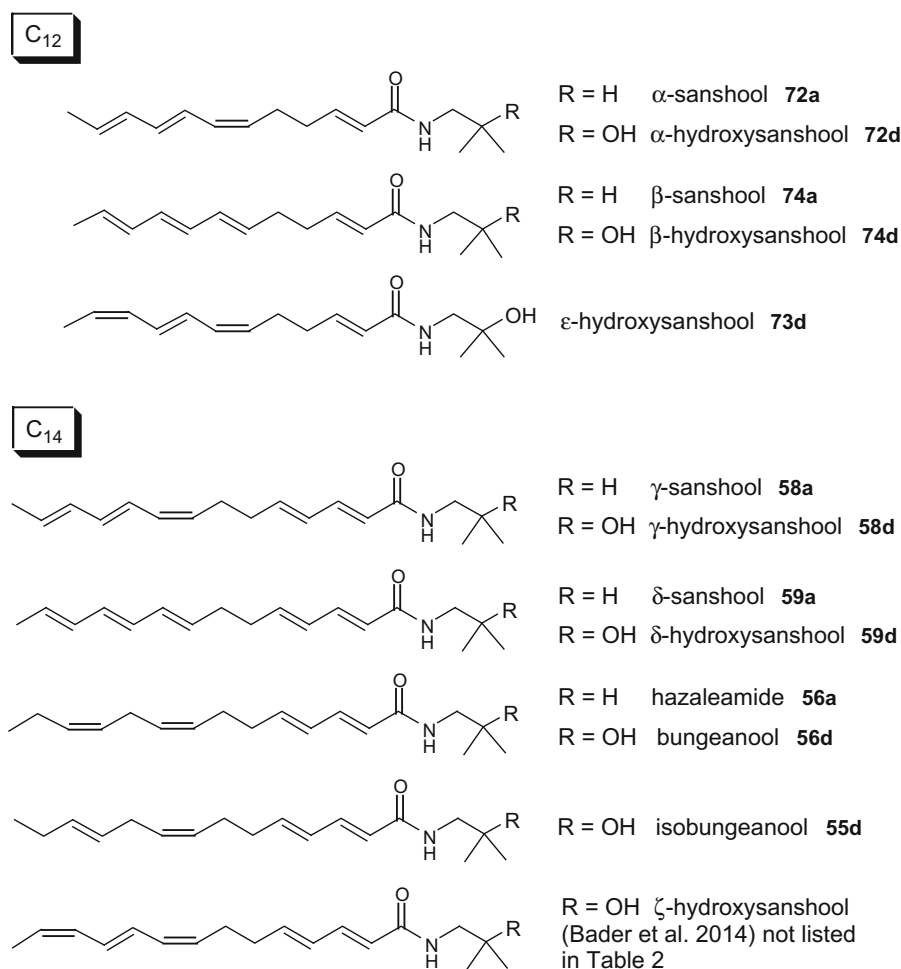 C₁₂
O
N
H
R
R = H α-sanshool 72a
R = OH α-hydroxysanshool 72d
O
N
H
R
R = H β-sanshool 74a
R = OH β-hydroxysanshool 74d
O
N
H
OH
ε-hydroxysanshool 73d
C₁₄
O
N
H
R
R = H γ-sanshool 58a
R = OH γ-hydroxysanshool 58d
O
N
H
R
R = H δ-sanshool 59a
R = OH δ-hydroxysanshool 59d
O
N
H
R
R = H hazaleamide 56a
R = OH bungeanool 56d
O
N
H
R
R = OH isobungeanool 55d
O
N
H
R
R = OH ζ-hydroxysanshool
(Bader et al. 2014) not listed
in Table 2